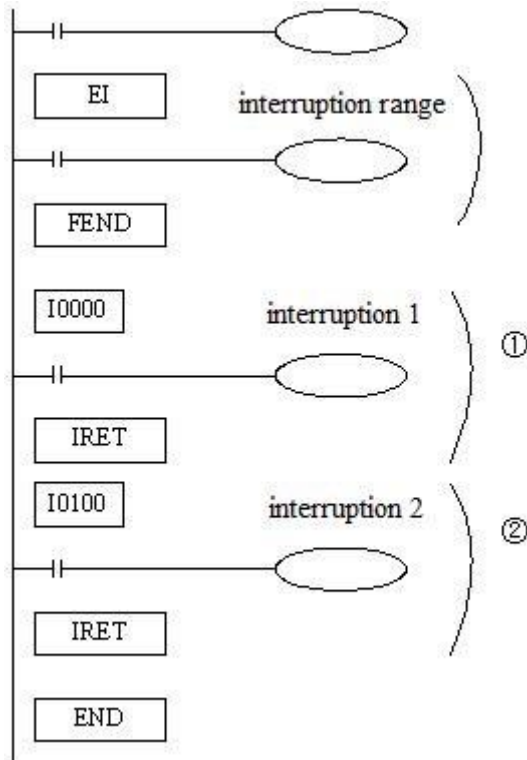 EI
interruption range
FEND
I0000
interruption 1
①
IRET
I0100
interruption 2
②
IRET
END